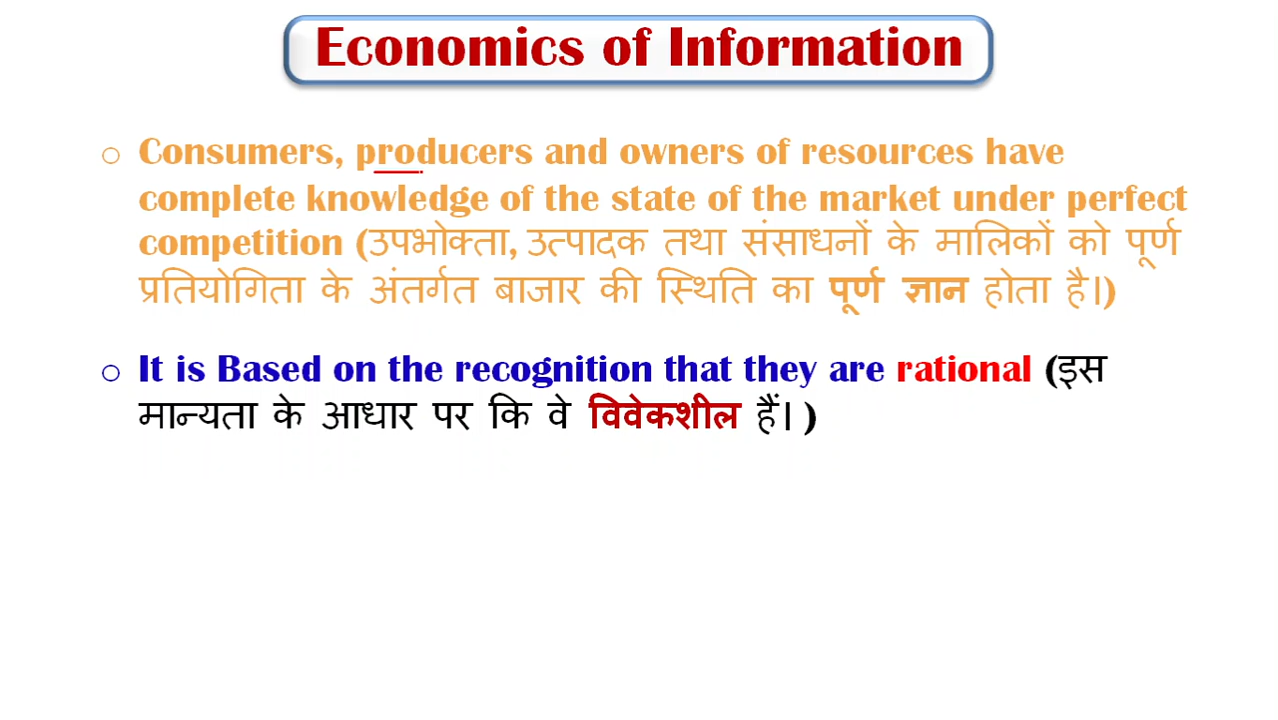 Economics of Information
Consumers, producers and owners of resources have
complete knowledge of the state of the market under perfect
competition (उपभोक्ता, उत्पादक तथा संसाधनों के मालिकों को पूर्ण
प्रतियोगिता के अंतर्गत बाजार की स्थिति का पूर्ण ज्ञान होता है।)
It is Based on the recognition that they are rational (इस
मान्यता के आधार पर कि वे विवेकशील हैं। )